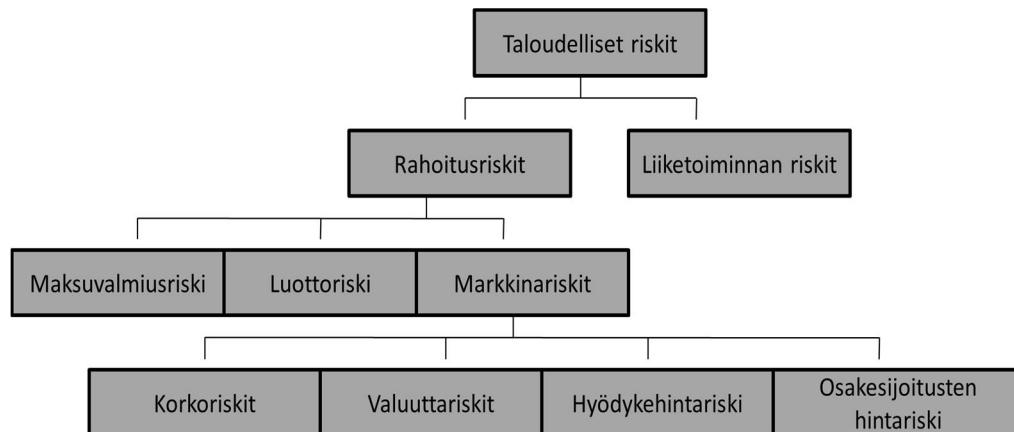 Taloudelliset riskit
Rahoitusriskit
Liiketoiminnan riskit
Maksuvalmiusriski
Luottoriski
Markkinariskit
Korkoriskit
Valuuttariskit
Hyödykehintariski
Osakesijoitusten
hintariski